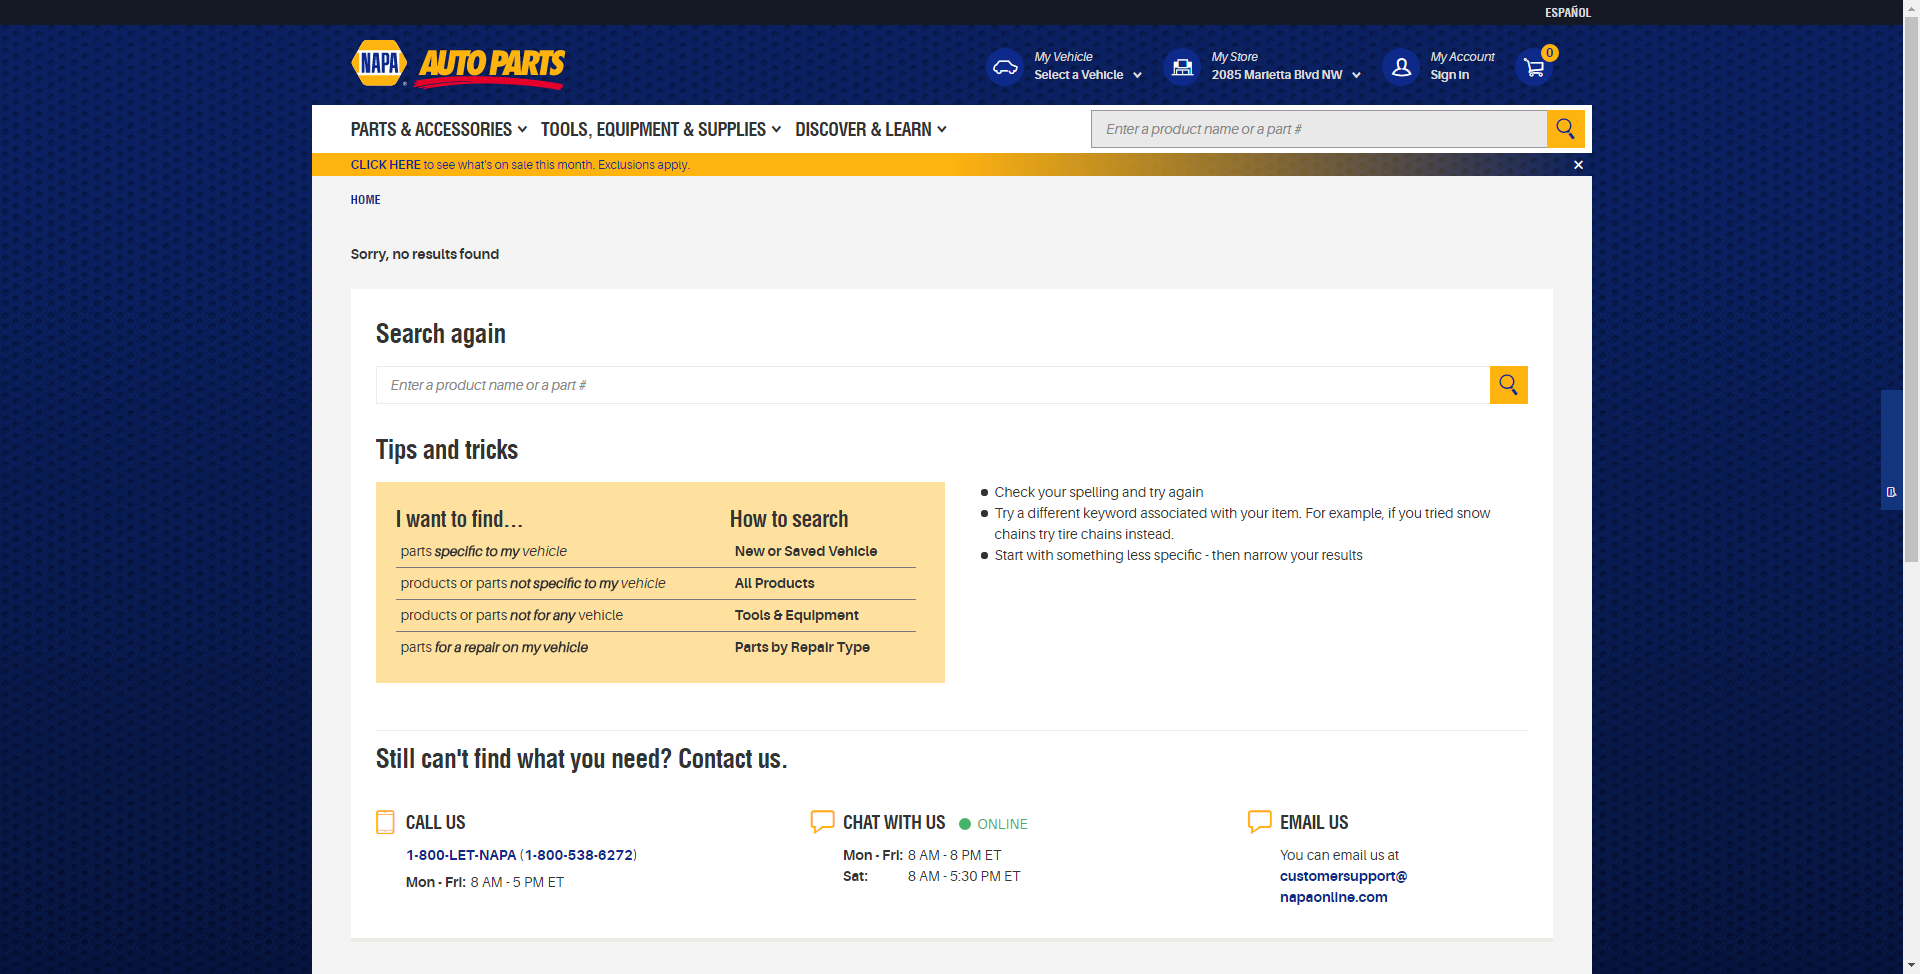 ESPAÑOL
NAPA AUTO PARTS
My Vehicle
Select a Vehicle
My Store
2085 Marietta Blvd NW
My Account
Sign in
0
PARTS & ACCESSORIES TOOLS, EQUIPMENT & SUPPLIES DISCOVER & LEARN
Enter a product name or a part #
CLICK HERE to see what's on sale this month. Exclusions apply.
HOME
Sorry, no results found
Search again
Enter a product name or a part #
Tips and tricks
I want to find... How to search
parts specific to my vehicle New or Saved Vehicle
products or parts not specific to my vehicle All Products
products or parts not for any vehicle Tools & Equipment
parts for a repair on my vehicle Parts by Repair Type
Check your spelling and try again
Try a different keyword associated with your item. For example, if you tried snow
chains try tire chains instead.
Start with something less specific - then narrow your results
Still can't find what you need? Contact us.
CALL US
1-800-LET-NAPA (1-800-538-6272)
Mon - Fri: 8 AM - 5 PM ET
CHAT WITH US ONLINE
Mon - Fri: 8 AM - 8 PM ET
Sat: 8 AM - 5:30 PM ET
EMAIL US
You can email us at
customersupport@
napaonline.com